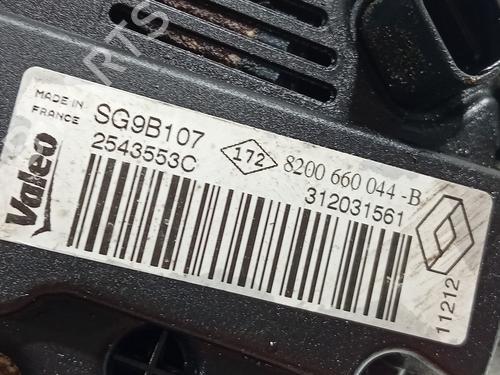 MADE IN
FRANCE
SG9B107
2543553C
172
8200 660 044 -B
312031561
Valeo
11212